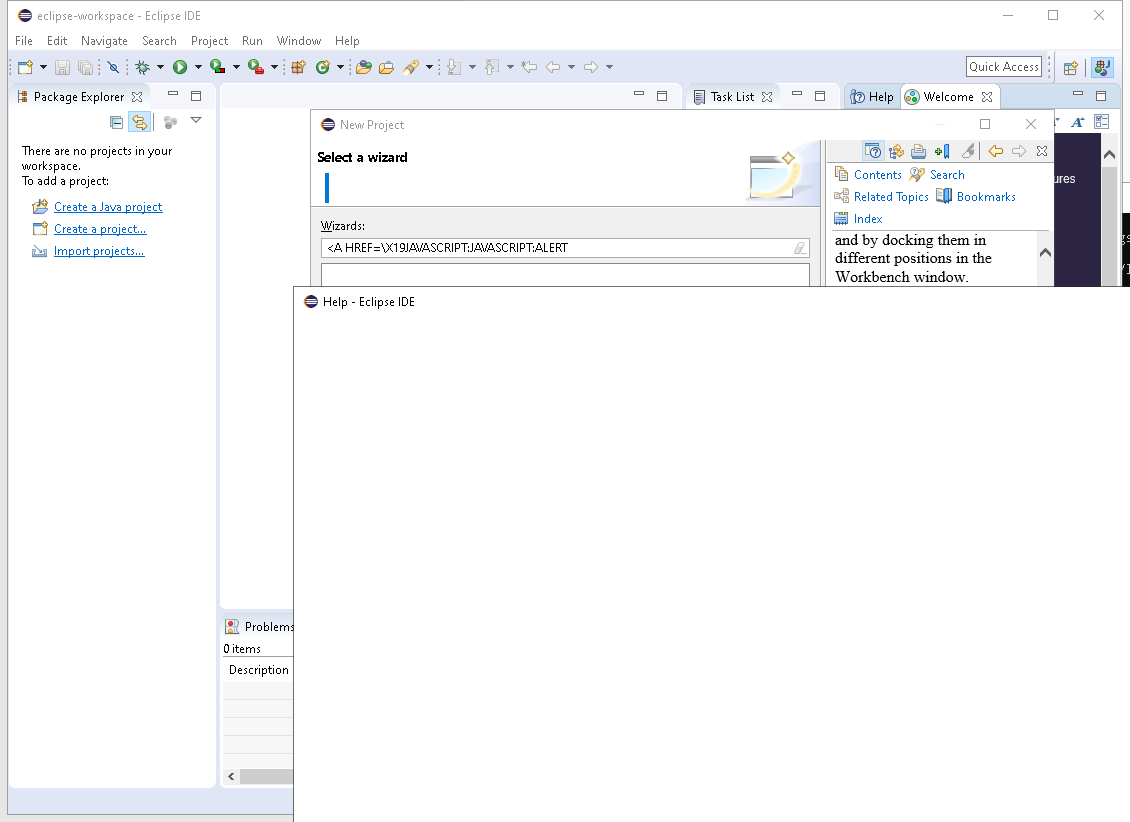 eclipse-workspace - Eclipse IDE
File Edit Navigate Search Project Run Window Help
Quick Access
Package Explorer
Task List
Help
Welcome
There are no projects in your
workspace.
To add a project:
Create a Java project
Create a project...
Import projects...
New Project
Select a wizard
Wizards:
<A HREF=\X19JAVASCRIPT:JAVASCRIPT:ALERT
Contents Search
Related Topics Bookmarks
Index
and by docking them in
different positions in the
Workbench window.
ures
Help - Eclipse IDE
Problems
0 items
Description